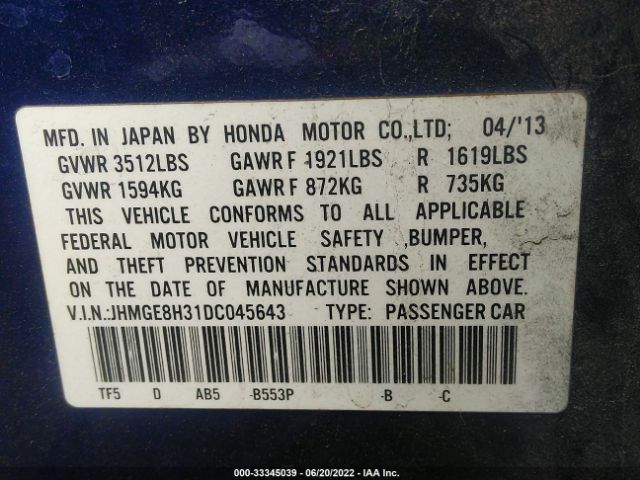 MFD. IN JAPAN BY HONDA MOTOR CO.,LTD; 04/'13
GVWR 3512LBS GAWR F 1921LBS R 1619LBS
GVWR 1594KG GAWR F 872KG R 735KG
THIS VEHICLE CONFORMS TO ALL APPLICABLE
FEDERAL MOTOR VEHICLE SAFETY ,BUMPER,
AND THEFT PREVENTION STANDARDS IN EFFECT
ON THE DATE OF MANUFACTURE SHOWN ABOVE.
V.I.N.:JHMGE8H31DC045643 TYPE: PASSENGER CAR
TF5 D AB5 -B553P -B -C
000-33345039 - 06/20/2022 - IAA Inc.